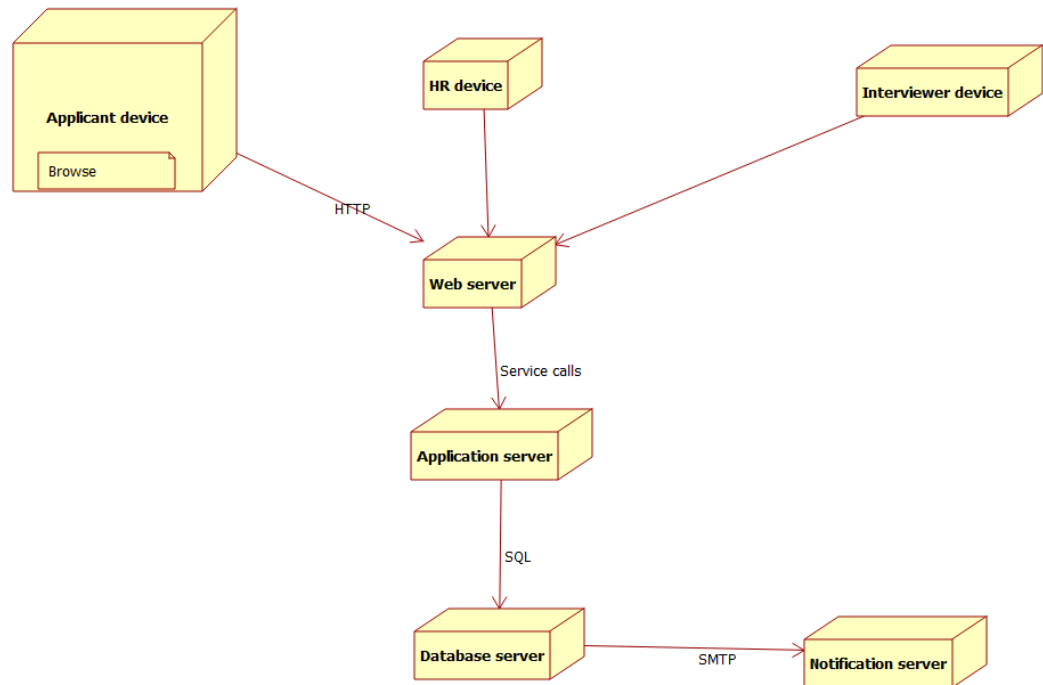 HR device
Interviewer device
Applicant device
Browse
HTTP
Web server
Service calls
Application server
SQL
Database server
SMTP
Notification server